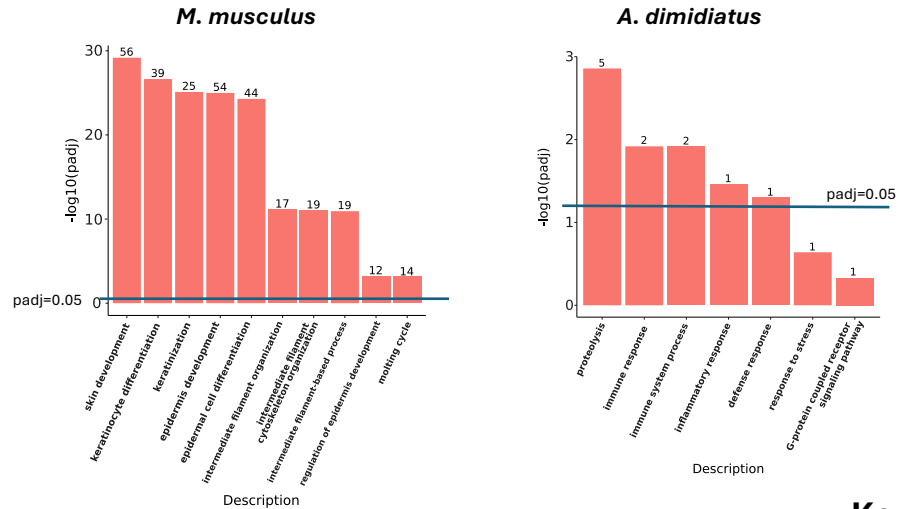 M. musculus
30
20
10
0
-log10(padj)
56
39
25
54
44
17
19
19
12
14
padj=0.05
skin development
keratinocyte differentiation
keratinization
epidermis development
epidermal cell differentiation
intermediate filament organization
intermediate filament
cytoskeleton organization
intermediate filament-based process
regulation of epidermis development
molting cycle
Description
A. dimidiatus
3
2
1
0
-log10(padj)
5
2
2
1
1
1
1
padj=0.05
proteolysis
immune response
immune system process
inflammatory response
defense response
response to stress
G-protein coupled receptor
signaling pathway
Description